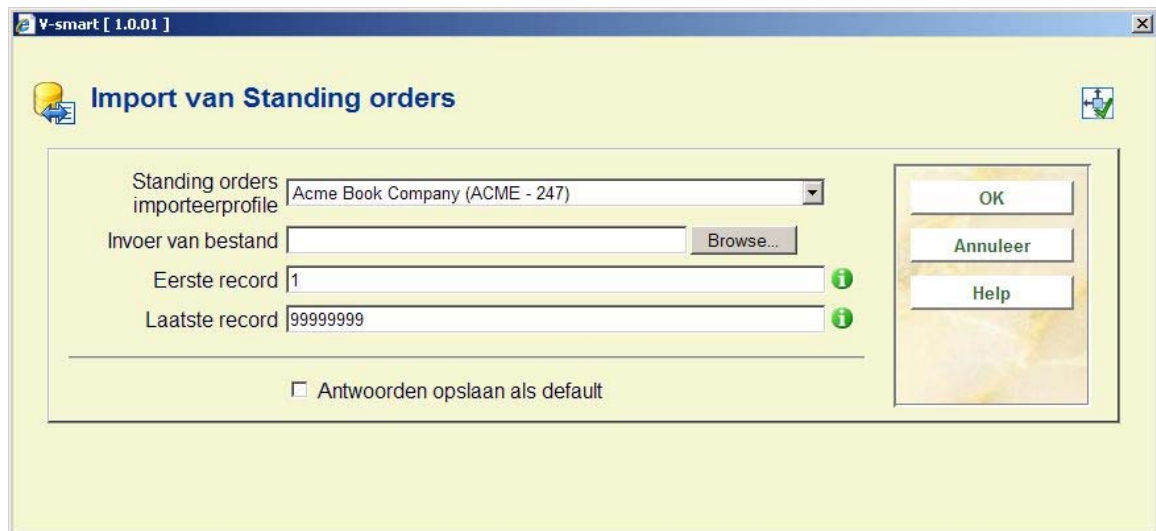 V-smart [ 1.0.01 ]
Import van Standing orders
Standing orders
importeerprofile
Acme Book Company (ACME - 247)
Invoer van bestand
Browse...
Eerste record
1
Laatste record
99999999
Antwoorden opslaan als default
OK
Annuleer
Help